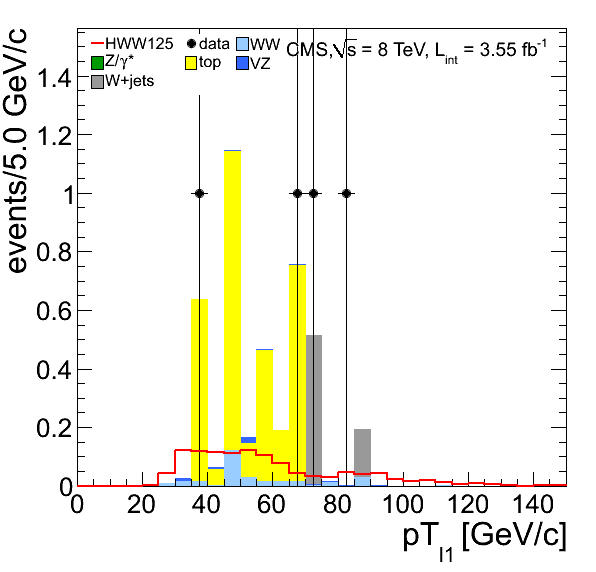 HWW125 data WW CMS,√s = 8 TeV, Lint = 3.55 fb-1
Z/γ* top VZ
W+jets
events/5.0 GeV/c
1.4
1.2
1
0.8
0.6
0.4
0.2
0
0 20 40 60 80 100 120 140
pTl1 [GeV/c]